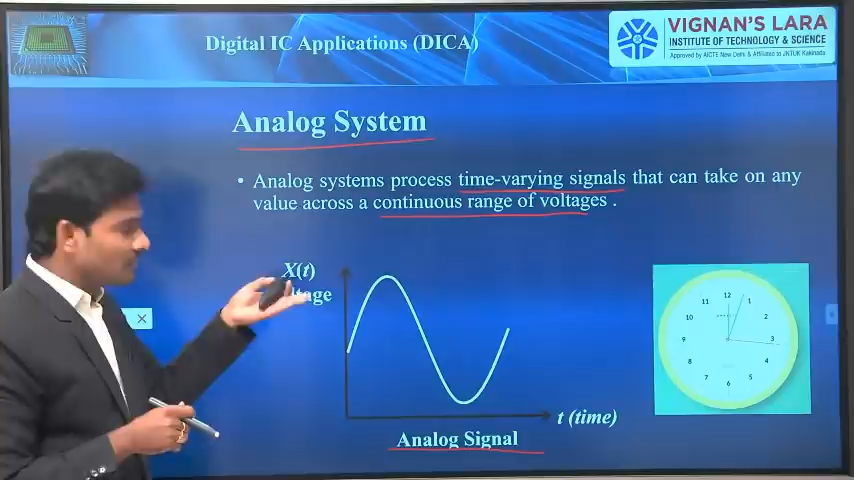 Digital IC Applications (DICA)
VIGNAN'S LARA
INSTITUTE OF TECHNOLOGY & SCIENCE
Approved by AICTE New Delhi & Affiliated to JNTUK Kakinada
Analog System
• Analog systems process time-varying signals that can take on any
value across a continuous range of voltages .
X(t)
t (time)
Analog Signal
12
1
2
3
4
5
6
7
8
9
10
11